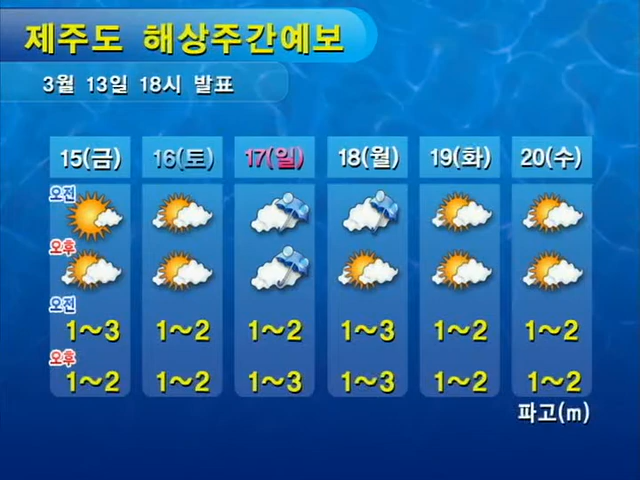 제주도 해상주간예보
3월 13일 18시 발표
15(금) 16(토) 17(일) 18(월) 19(화) 20(수)
오전
오후
오전
1~3 1~2 1~2 1~3 1~2 1~2
오후
1~2 1~2 1~3 1~3 1~2 1~2
파고(m)